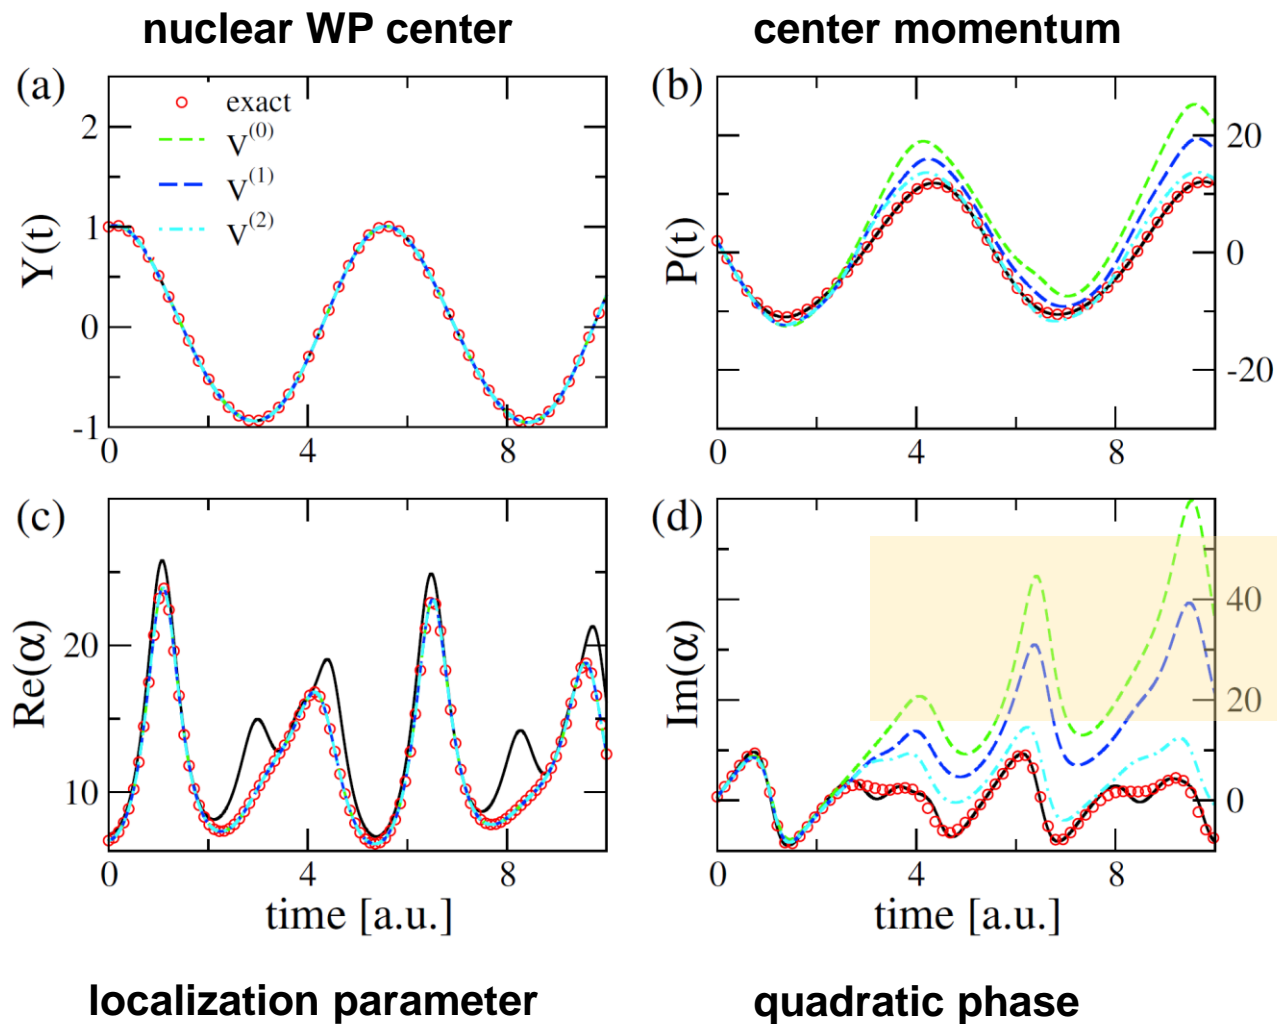 nuclear WP center
center momentum
(a)
exact
V(0)
V(1)
V(2)
2
1
0
-1
Y(t)
0
4
8
(b)
20
0
-20
P(t)
0
4
8
(c)
20
10
Re(α)
0
4
8
time [a.u.]
(d)
40
20
0
Im(α)
0
4
8
time [a.u.]
localization parameter
quadratic phase